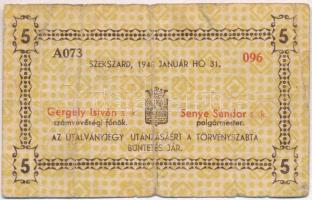 5 5
A073 096
SZEKSZÁRD, 1946 JANUÁR HÓ 31.
Gergely István s. k. Senye Sándor s. k.
számvevőségi főnök. polgármester.
AZ UTALVÁNYJEGY UTÁNZÁSÁÉRT A TÖRVÉNYSZABTA
BÜNTETÉS JÁR.
5 5